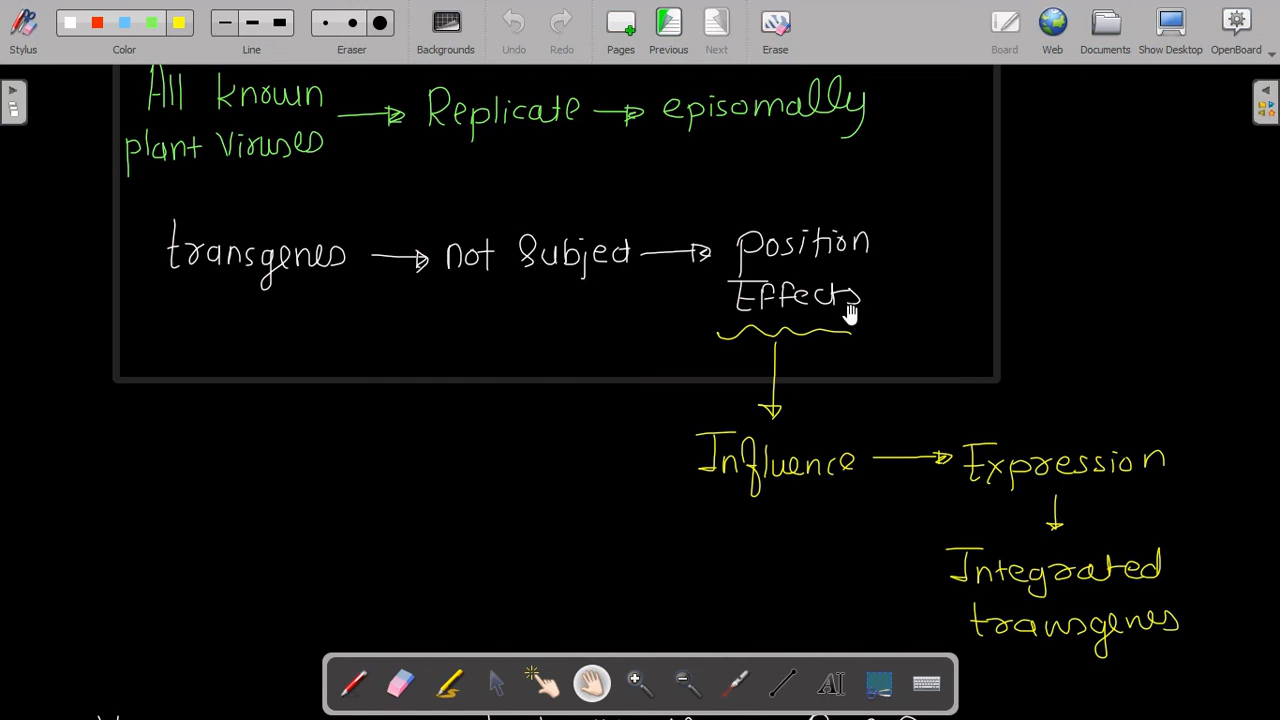 Stylus Color Line Eraser Backgrounds Undo Redo Pages Previous Next Erase Board Web Documents Show Desktop OpenBoard
All known → Replicate → episomally
plant viruses
transgenes → not Subject → position
Effects
Influence → Expression
Integrated
transgenes